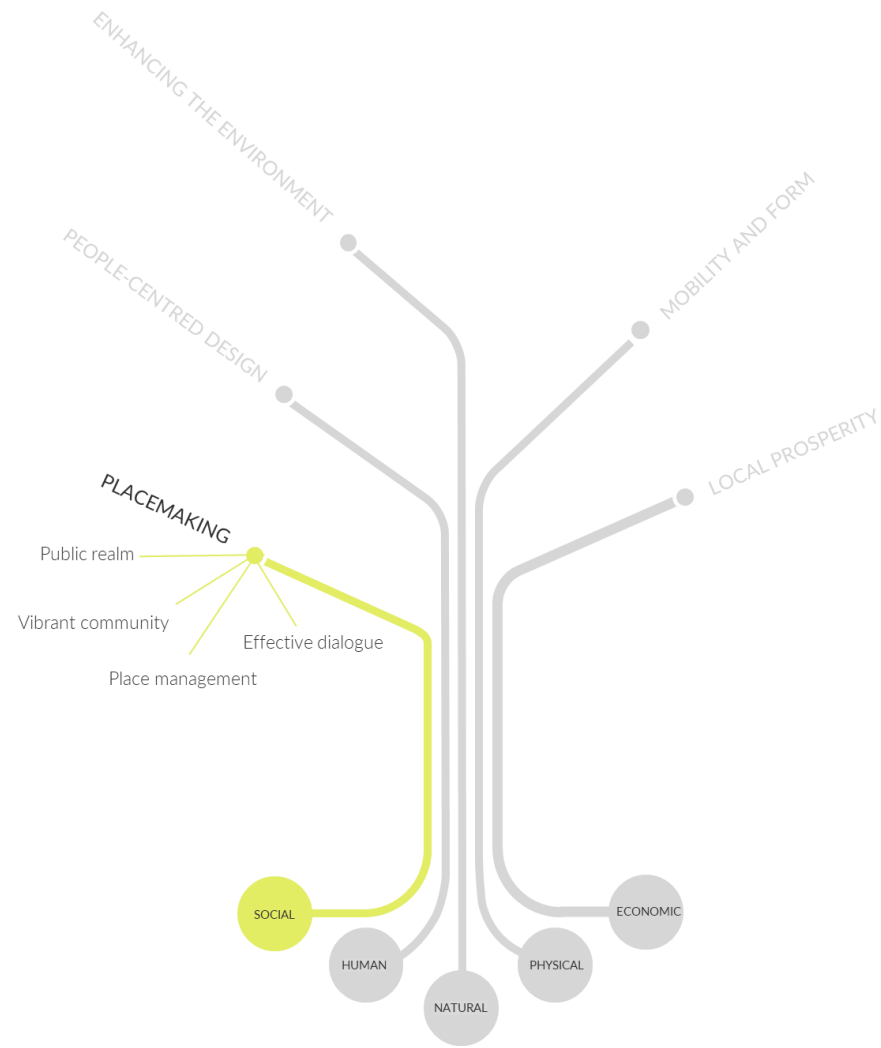 ENHANCING THE ENVIRONMENT
MOBILITY AND FORM
PEOPLE-CENTRED DESIGN
LOCAL PROSPERITY
PLACEMAKING
Public realm
Vibrant community
Effective dialogue
Place management
SOCIAL
ECONOMIC
HUMAN
PHYSICAL
NATURAL